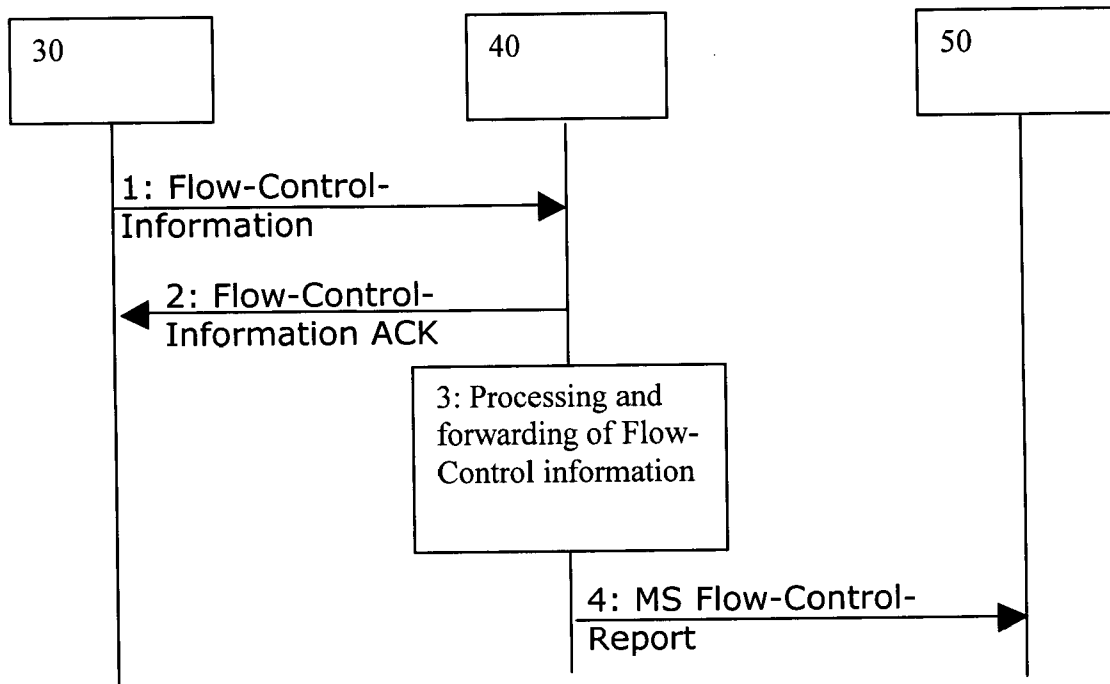 30
40
50
1: Flow-Control-
Information
2: Flow-Control-
Information ACK
3: Processing and
forwarding of Flow-
Control information
4: MS Flow-Control-
Report